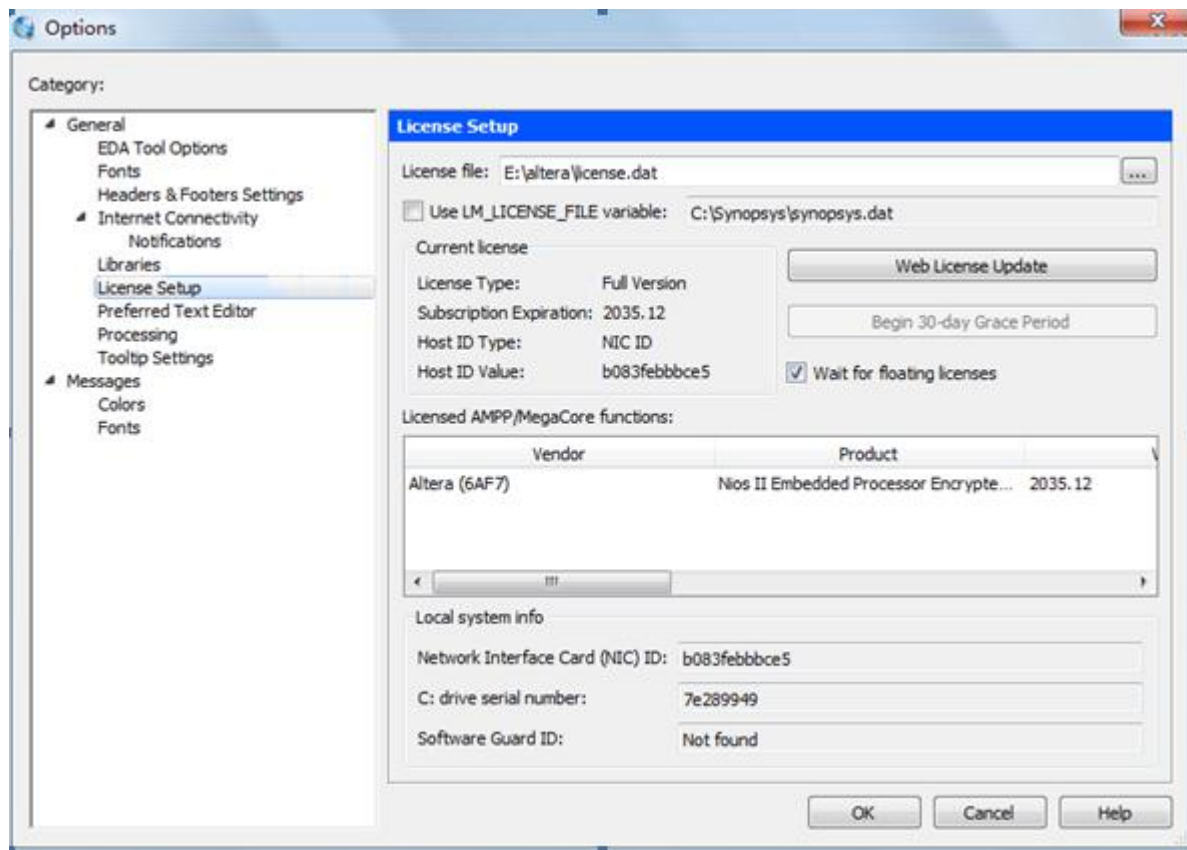 Options
Category:
General
EDA Tool Options
Fonts
Headers & Footers Settings
Internet Connectivity
Notifications
Libraries
License Setup
Preferred Text Editor
Processing
Tooltip Settings
Messages
Colors
Fonts
License Setup
License file: E:\altera\license.dat ...
Use LM_LICENSE_FILE variable: C:\Synopsys\synopsys.dat
Current license
License Type: Full Version
Subscription Expiration: 2035.12
Host ID Type: NIC ID
Host ID Value: b083febbbce5
Web License Update
Begin 30-day Grace Period
Wait for floating licenses
Licensed AMPP/MegaCore functions:
Vendor Product
Altera (6AF7) Nios II Embedded Processor Encrypte... 2035.12
Local system info
Network Interface Card (NIC) ID: b083febbbce5
C: drive serial number: 7e289949
Software Guard ID: Not found
OK Cancel Help